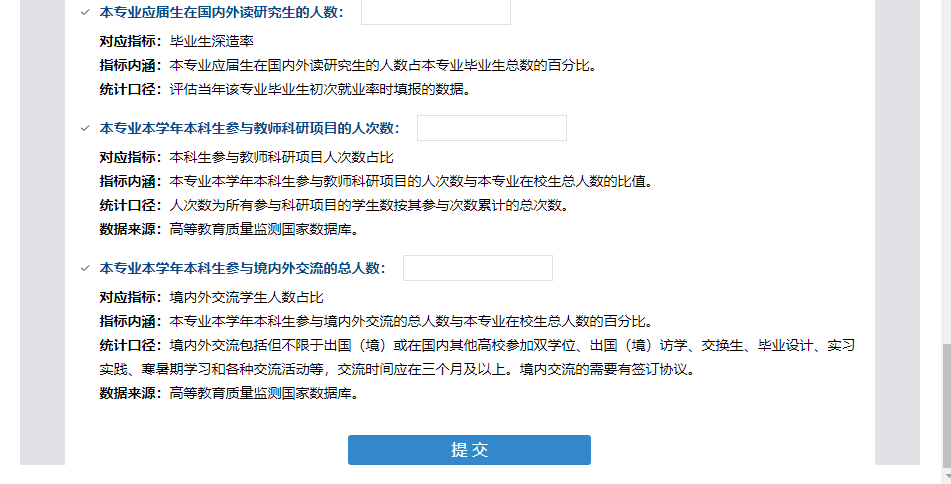 本专业应届生在国内外读研究生的人数：
对应指标：毕业生深造率
指标内涵：本专业应届生在国内外读研究生的人数占本专业毕业生总数的百分比。
统计口径：评估当年该专业毕业生初次就业率时填报的数据。
本专业本学年本科生参与教师科研项目的人次数：
对应指标：本科生参与教师科研项目人次数占比
指标内涵：本专业本学年本科生参与教师科研项目的人次数与本专业在校生总人数的比值。
统计口径：人次数为所有参与科研项目的学生数按其参与次数累计的总次数。
数据来源：高等教育质量监测国家数据库。
本专业本学年本科生参与境内外交流的总人数：
对应指标：境内外交流学生人数占比
指标内涵：本专业本学年本科生参与境内外交流的总人数与本专业在校生总人数的百分比。
统计口径：境内外交流包括但不限于出国（境）或在国内其他高校参加双学位、出国（境）访学、交换生、毕业设计、实习
实践、寒暑期学习和各种交流活动等，交流时间应在三个月及以上。境内交流的需要有签订协议。
数据来源：高等教育质量监测国家数据库。
提 交